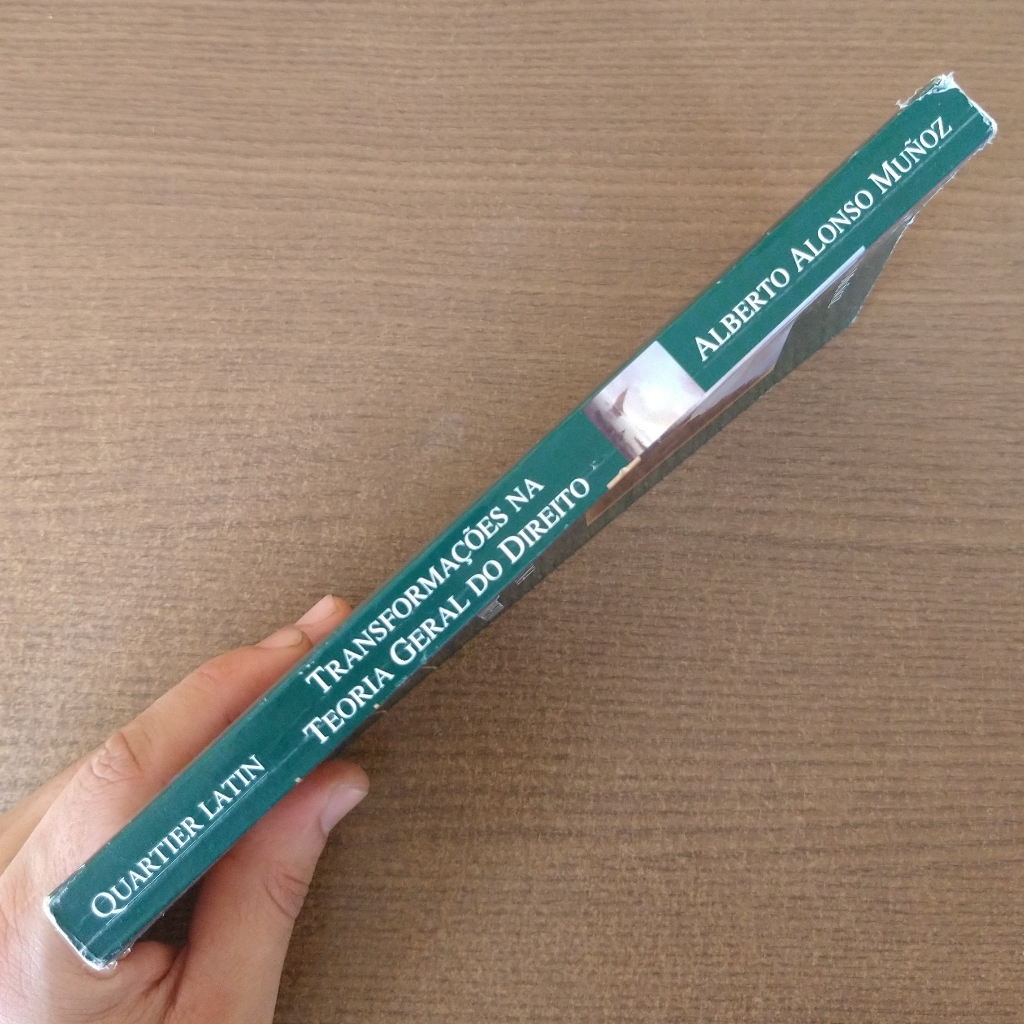 QUARTIER LATIN
TRANSFORMAÇÕES NA
TEORIA GERAL DO DIREITO
ALBERTO ALONSO MUÑOZ